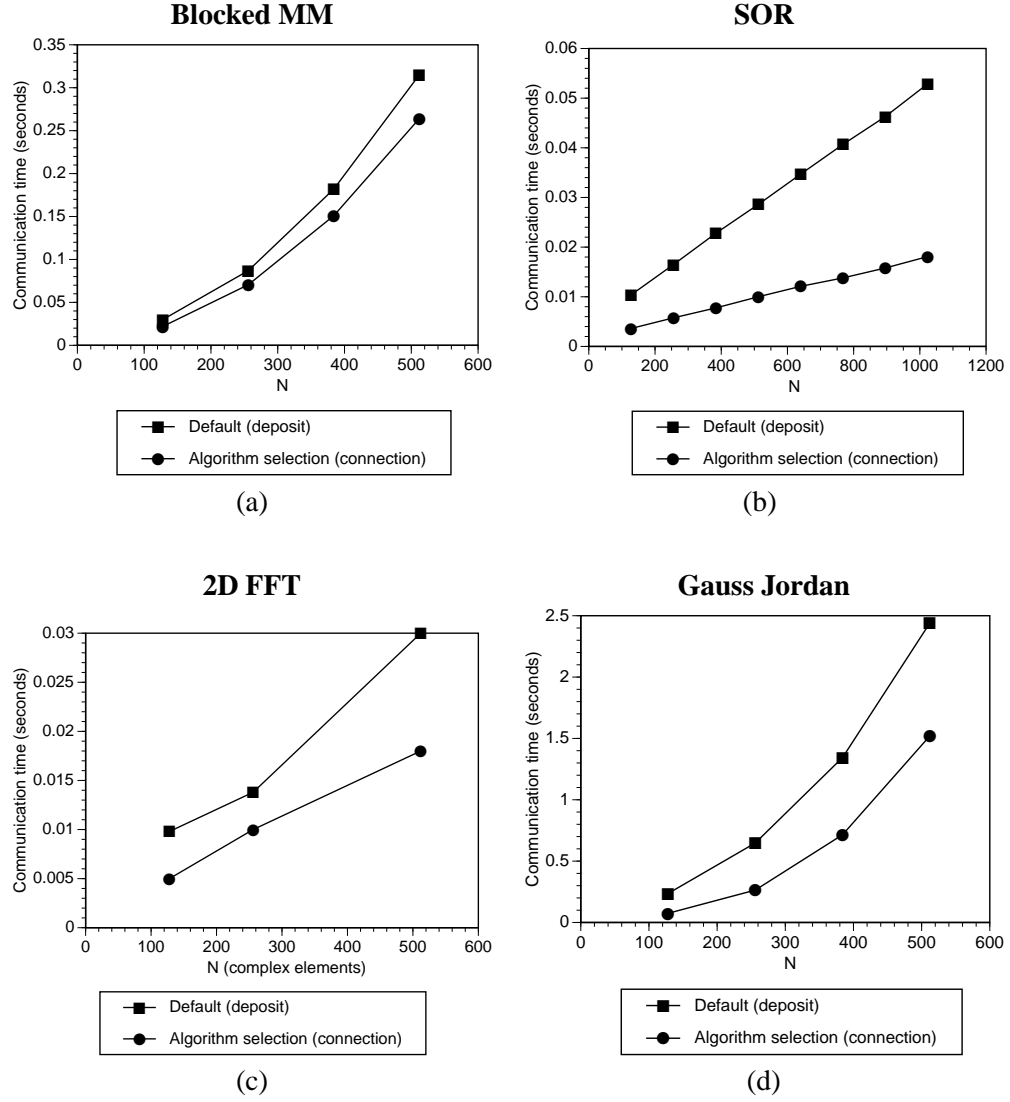 Blocked MM
Communication time (seconds)
0.35
0.3
0.25
0.2
0.15
0.1
0.05
0
0 100 200 300 400 500 600
N
Default (deposit)
Algorithm selection (connection)
(a)
SOR
Communication time (seconds)
0.06
0.05
0.04
0.03
0.02
0.01
0
0 200 400 600 800 1000 1200
N
Default (deposit)
Algorithm selection (connection)
(b)
2D FFT
Communication time (seconds)
0.03
0.025
0.02
0.015
0.01
0.005
0
0 100 200 300 400 500 600
N (complex elements)
Default (deposit)
Algorithm selection (connection)
(c)
Gauss Jordan
Communication time (seconds)
2.5
2
1.5
1
0.5
0
0 100 200 300 400 500 600
N
Default (deposit)
Algorithm selection (connection)
(d)